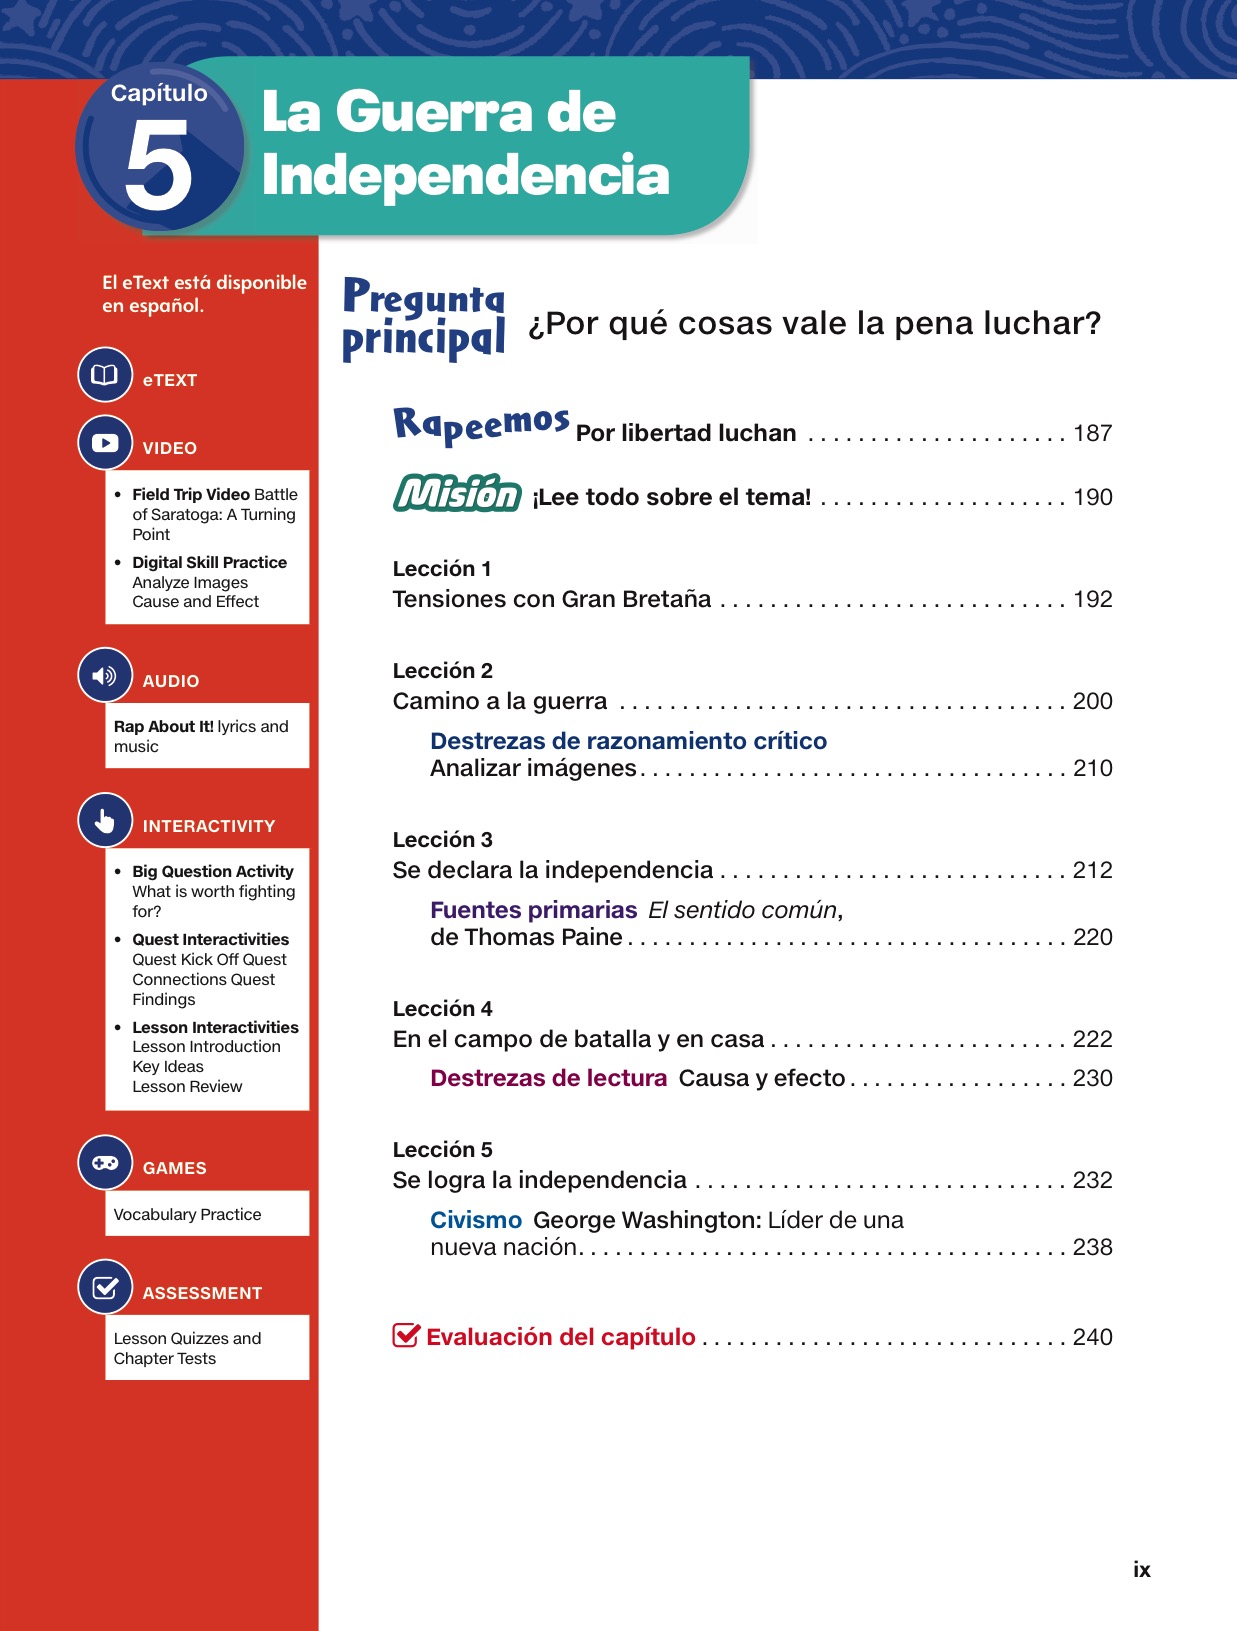 Capítulo
5
La Guerra de
Independencia
El eText está disponible
en español.
eTEXT
VIDEO
• Field Trip Video Battle
of Saratoga: A Turning
Point
• Digital Skill Practice
Analyze Images
Cause and Effect
AUDIO
Rap About It! lyrics and
music
INTERACTIVITY
• Big Question Activity
What is worth fighting
for?
• Quest Interactivities
Quest Kick Off Quest
Connections Quest
Findings
• Lesson Interactivities
Lesson Introduction
Key Ideas
Lesson Review
GAMES
Vocabulary Practice
ASSESSMENT
Lesson Quizzes and
Chapter Tests
Pregunta
principal
¿Por qué cosas vale la pena luchar?
Rapeemos Por libertad luchan . . . . . . . . . . . . . . . . . . . . . 187
Misión ¡Lee todo sobre el tema! . . . . . . . . . . . . . . . . . . . . 190
Lección 1
Tensiones con Gran Bretaña . . . . . . . . . . . . . . . . . . . . . . . . . . . . 192
Lección 2
Camino a la guerra . . . . . . . . . . . . . . . . . . . . . . . . . . . . . . . . . . . . 200
Destrezas de razonamiento crítico
Analizar imágenes . . . . . . . . . . . . . . . . . . . . . . . . . . . . . . . . . . . 210
Lección 3
Se declara la independencia . . . . . . . . . . . . . . . . . . . . . . . . . . . . 212
Fuentes primarias El sentido común,
de Thomas Paine . . . . . . . . . . . . . . . . . . . . . . . . . . . . . . . . . . . . 220
Lección 4
En el campo de batalla y en casa . . . . . . . . . . . . . . . . . . . . . . . . 222
Destrezas de lectura Causa y efecto . . . . . . . . . . . . . . . . . . 230
Lección 5
Se logra la independencia . . . . . . . . . . . . . . . . . . . . . . . . . . . . . . 232
Civismo George Washington: Líder de una
nueva nación. . . . . . . . . . . . . . . . . . . . . . . . . . . . . . . . . . . . . . . . 238
Evaluación del capítulo . . . . . . . . . . . . . . . . . . . . . . . . . . . . . . 240
ix